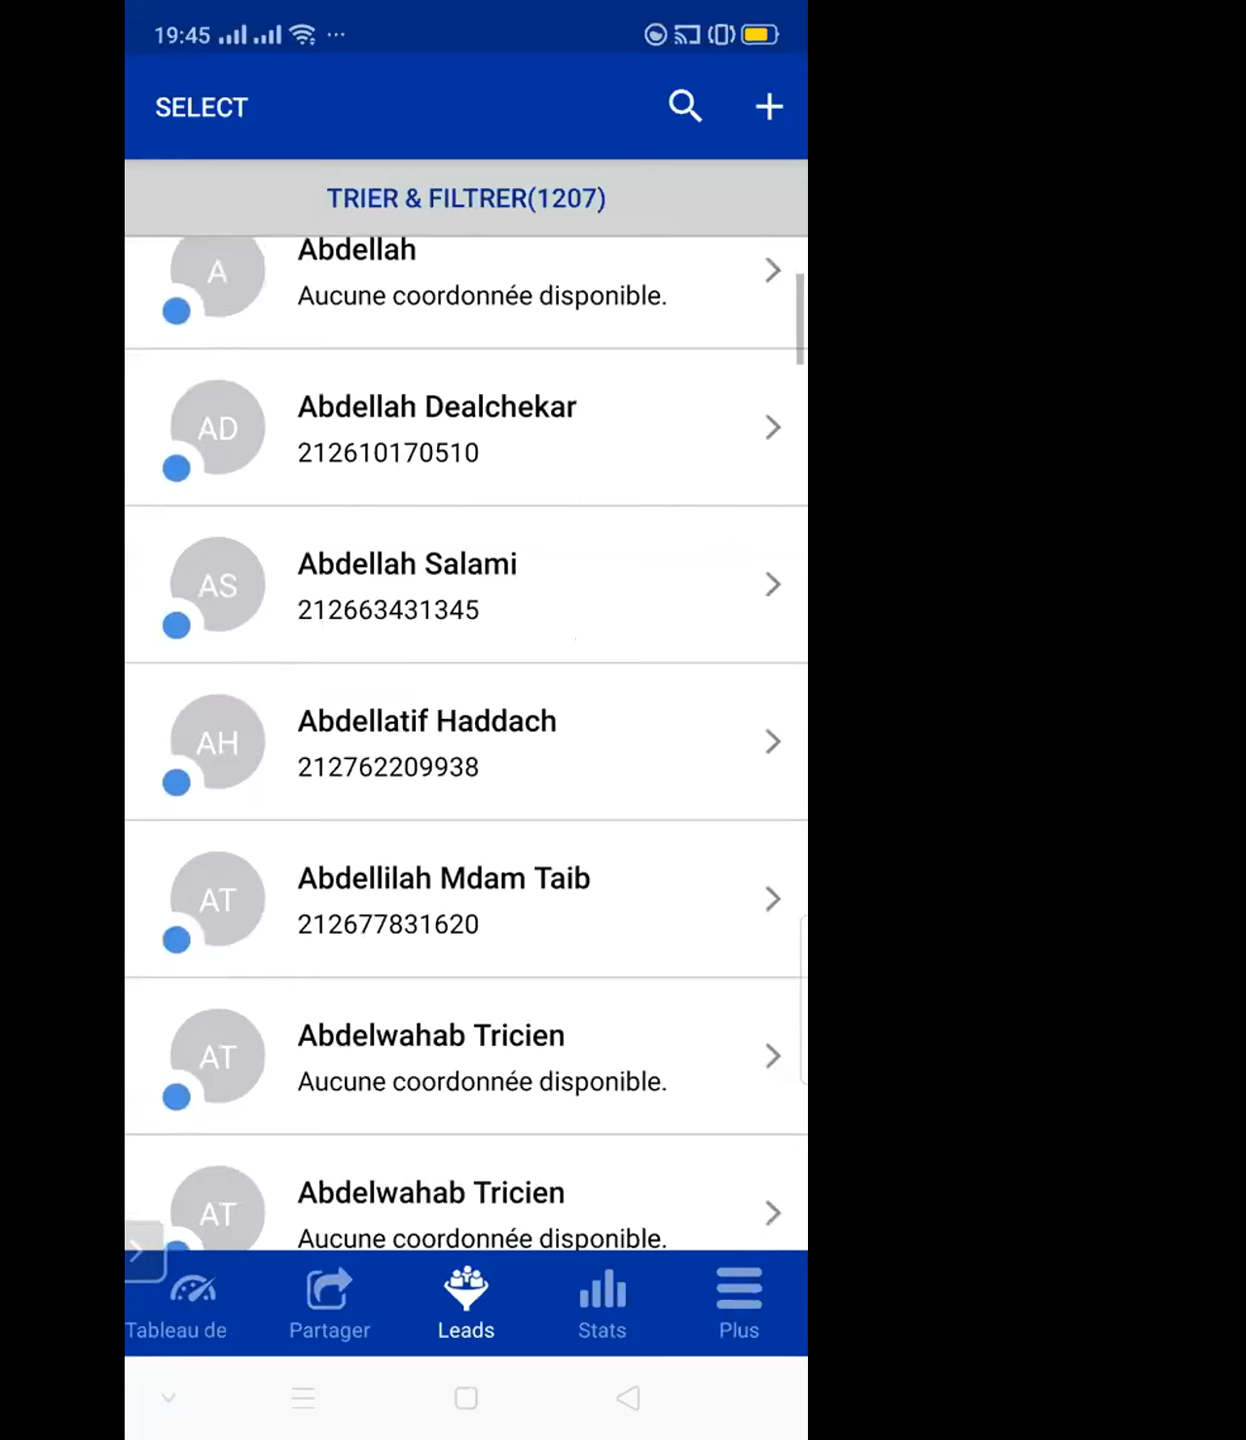 19:45
SELECT
TRIER & FILTRER(1207)
A
Abdellah
Aucune coordonnée disponible.
AD
Abdellah Dealchekar
212610170510
AS
Abdellah Salami
212663431345
AH
Abdellatif Haddach
212762209938
AT
Abdellilah Mdam Taib
212677831620
AT
Abdelwahab Tricien
Aucune coordonnée disponible.
AT
Abdelwahab Tricien
Aucune coordonnée disponible.
Tableau de
Partager
Leads
Stats
Plus